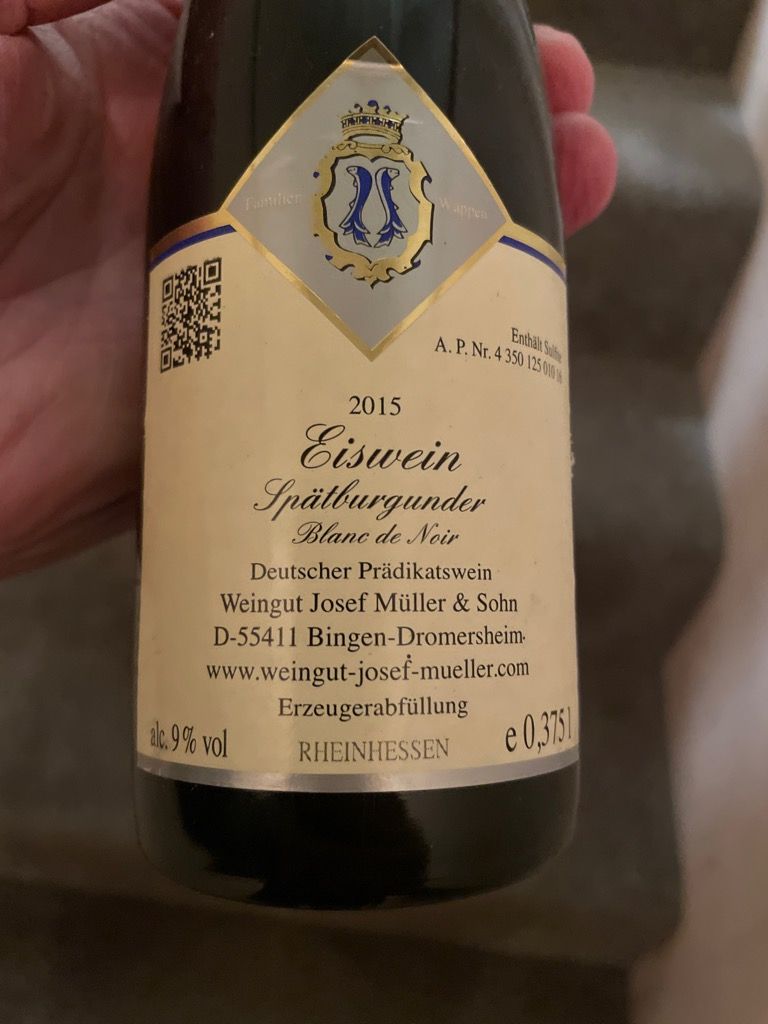 Familien Wappen
Enthält Sulfite
A. P. Nr. 4 350 125 010 16
2015
Eiswein
Spätburgunder
Blanc de Noir
Deutscher Prädikatswein
Weingut Josef Müller & Sohn
D-55411 Bingen-Dromersheim
www.weingut-josef-mueller.com
Erzeugerabfüllung
alc. 9 % vol
RHEINHESSEN
e 0,375 l